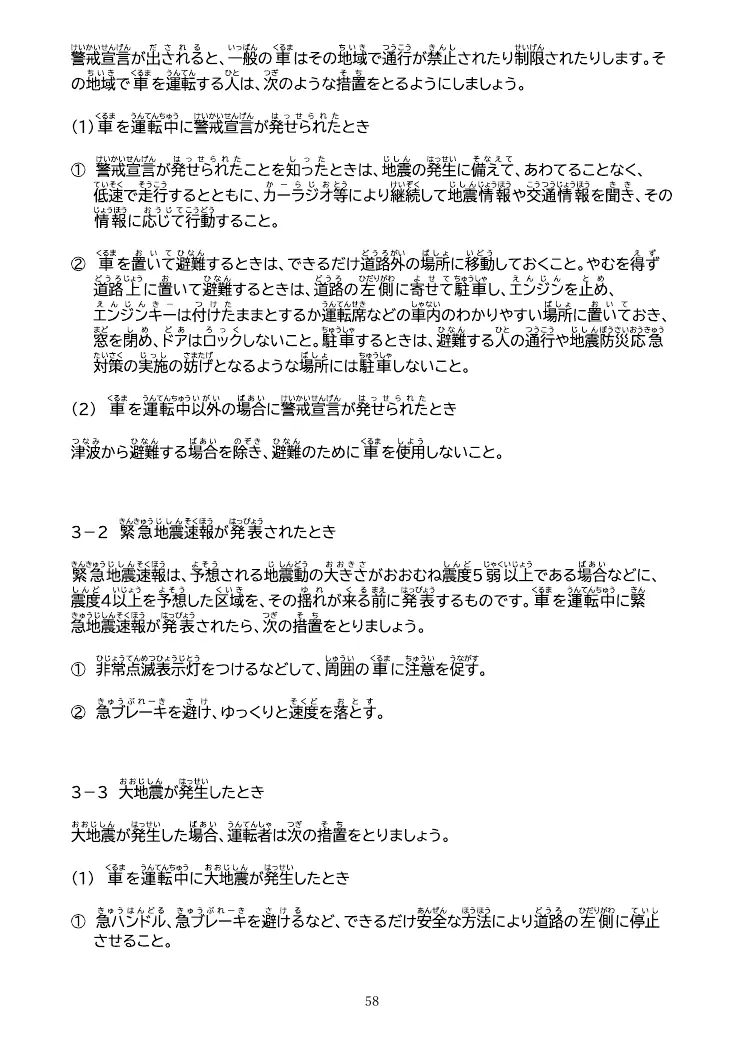 警戒宣言が出されると、一般の車はその地域で通行が禁止されたり制限されたりします。そ
の地域で車を運転する人は、次のような措置をとるようにしましょう。
（1）車を運転中に警戒宣言が発せられたとき
① 警戒宣言が発せられたことを知ったときは、地震の発生に備えて、あわてることなく、
低速で走行するとともに、カーラジオ等により継続して地震情報や交通情報を聞き、その
情報に応じて行動すること。
② 車を置いて避難するときは、できるだけ道路外の場所に移動しておくこと。やむを得ず
道路上に置いて避難するときは、道路の左側に寄せて駐車し、エンジンを止め、
エンジンキーは付けたままとするか運転席などの車内のわかりやすい場所に置いておき、
窓を閉め、ドアはロックしないこと。駐車するときは、避難する人の通行や地震防災応急
対策の実施の妨げとなるような場所には駐車しないこと。
（2） 車を運転中以外の場合に警戒宣言が発せられたとき
津波から避難する場合を除き、避難のために車を使用しないこと。
3－2 緊急地震速報が発表されたとき
緊急地震速報は、予想される地震動の大きさがおおむね震度5弱以上である場合などに、
震度4以上を予想した区域を、その揺れが来る前に発表するものです。車を運転中に緊
急地震速報が発表されたら、次の措置をとりましょう。
① 非常点滅表示灯をつけるなどして、周囲の車に注意を促す。
② 急ブレーキを避け、ゆっくりと速度を落とす。
3－3 大地震が発生したとき
大地震が発生した場合、運転者は次の措置をとりましょう。
（1） 車を運転中に大地震が発生したとき
① 急ハンドル、急ブレーキを避けるなど、できるだけ安全な方法により道路の左側に停止
させること。
58